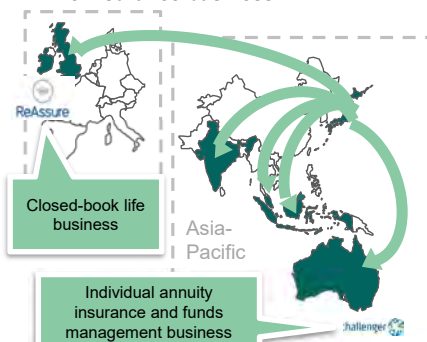 ReAssure
Closed-book life
business
Asia-
Pacific
Individual annuity
insurance and funds
management business
challenger